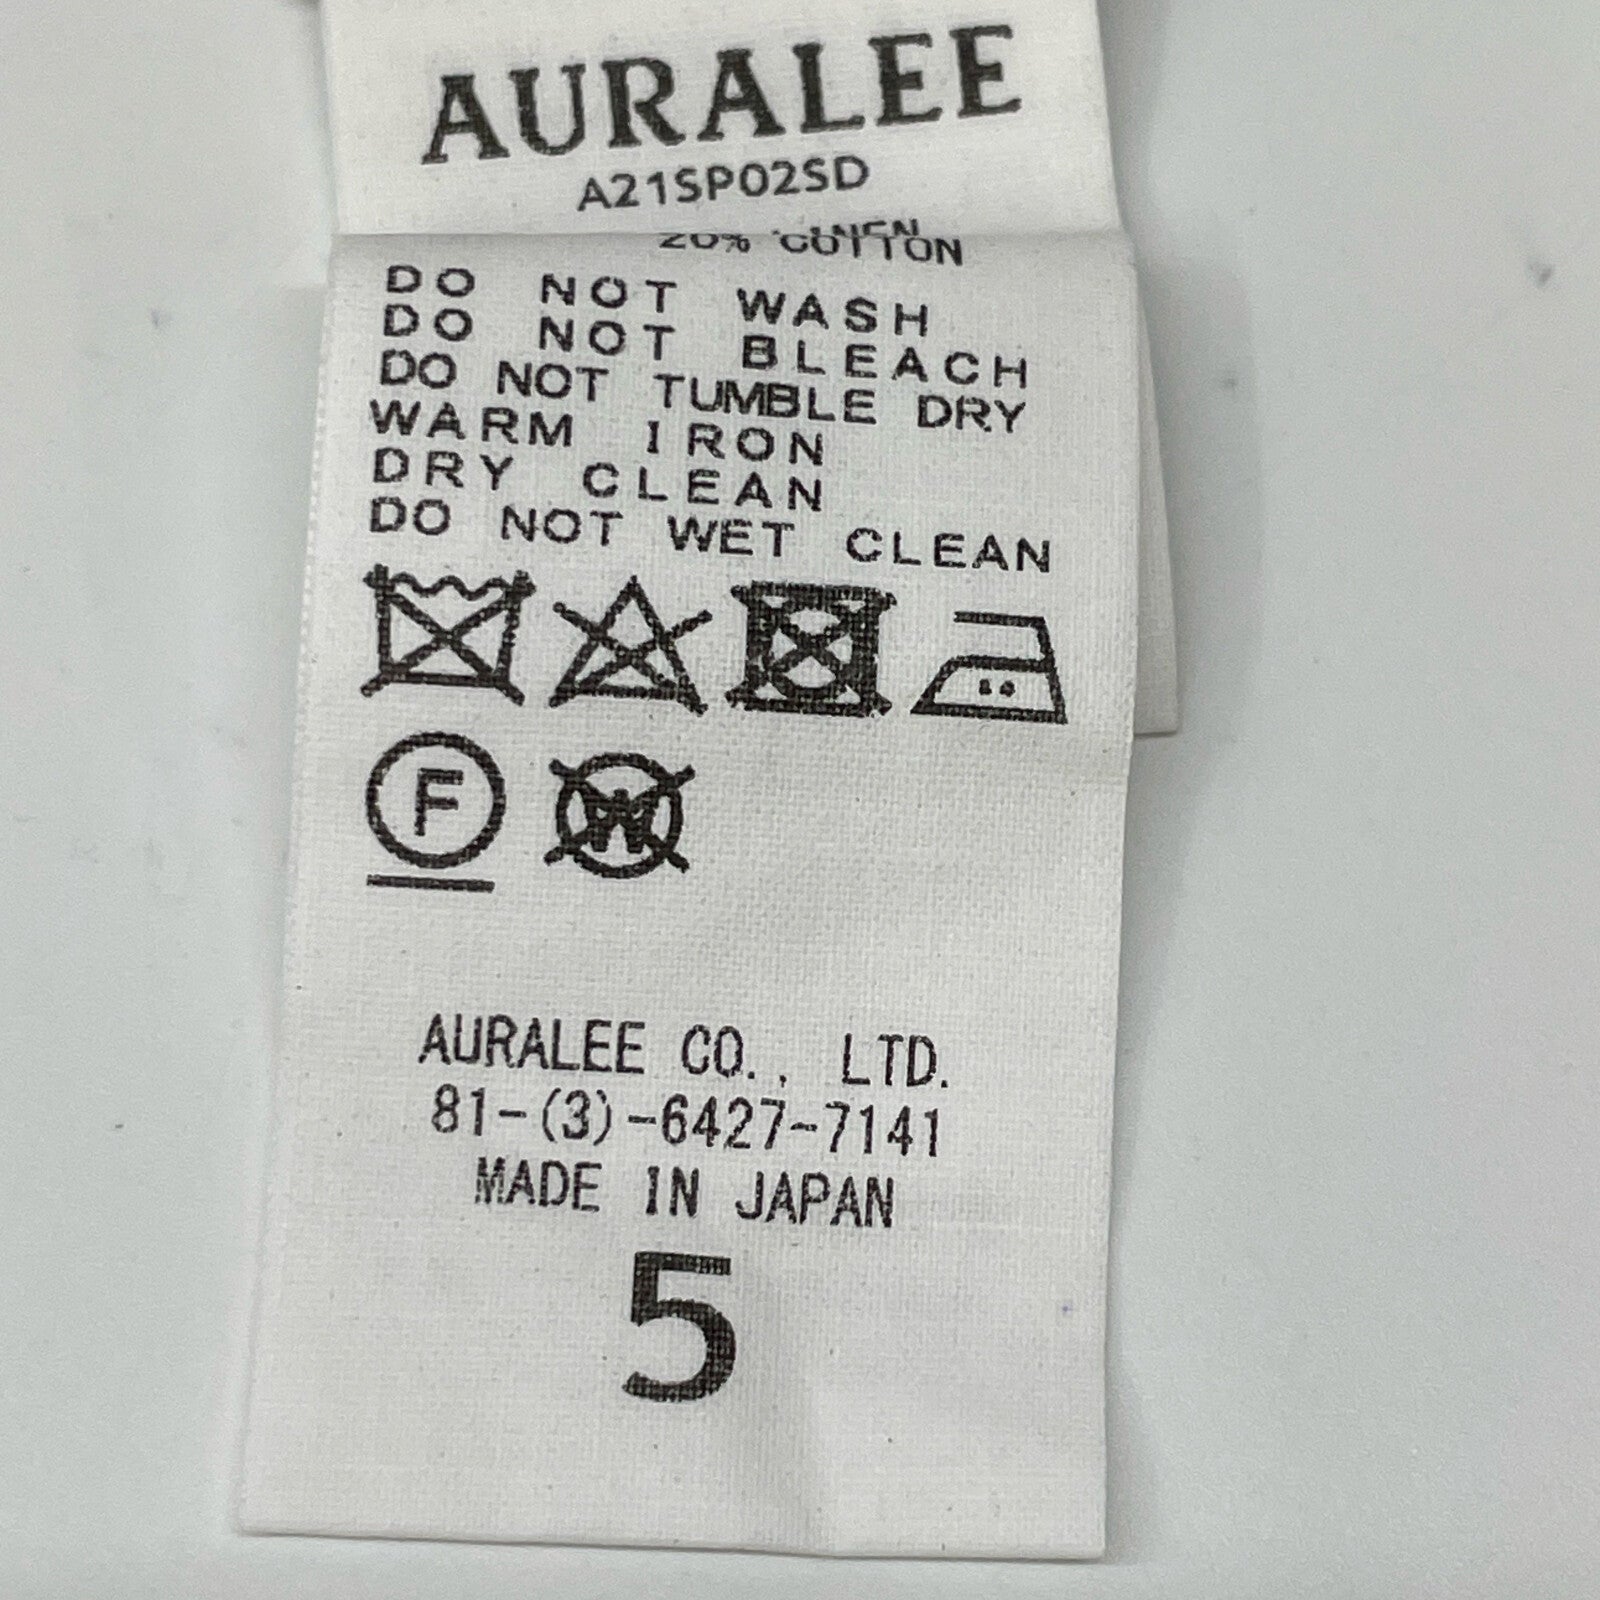 AURALEE
A21SP02SD
20% COTTON
DO NOT WASH
DO NOT BLEACH
DO NOT TUMBLE DRY
WARM IRON
DRY CLEAN
DO NOT WET CLEAN
F W
AURALEE CO., LTD.
81-(3)-6427-7141
MADE IN JAPAN
5